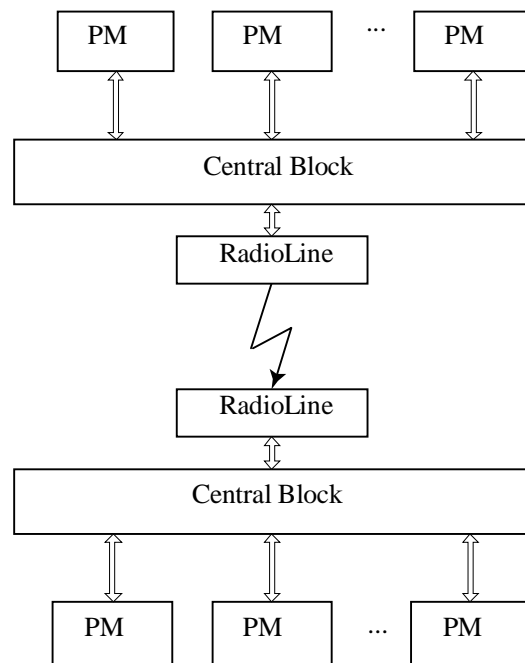 PM PM ... PM
Central Block
RadioLine
RadioLine
Central Block
PM PM ... PM